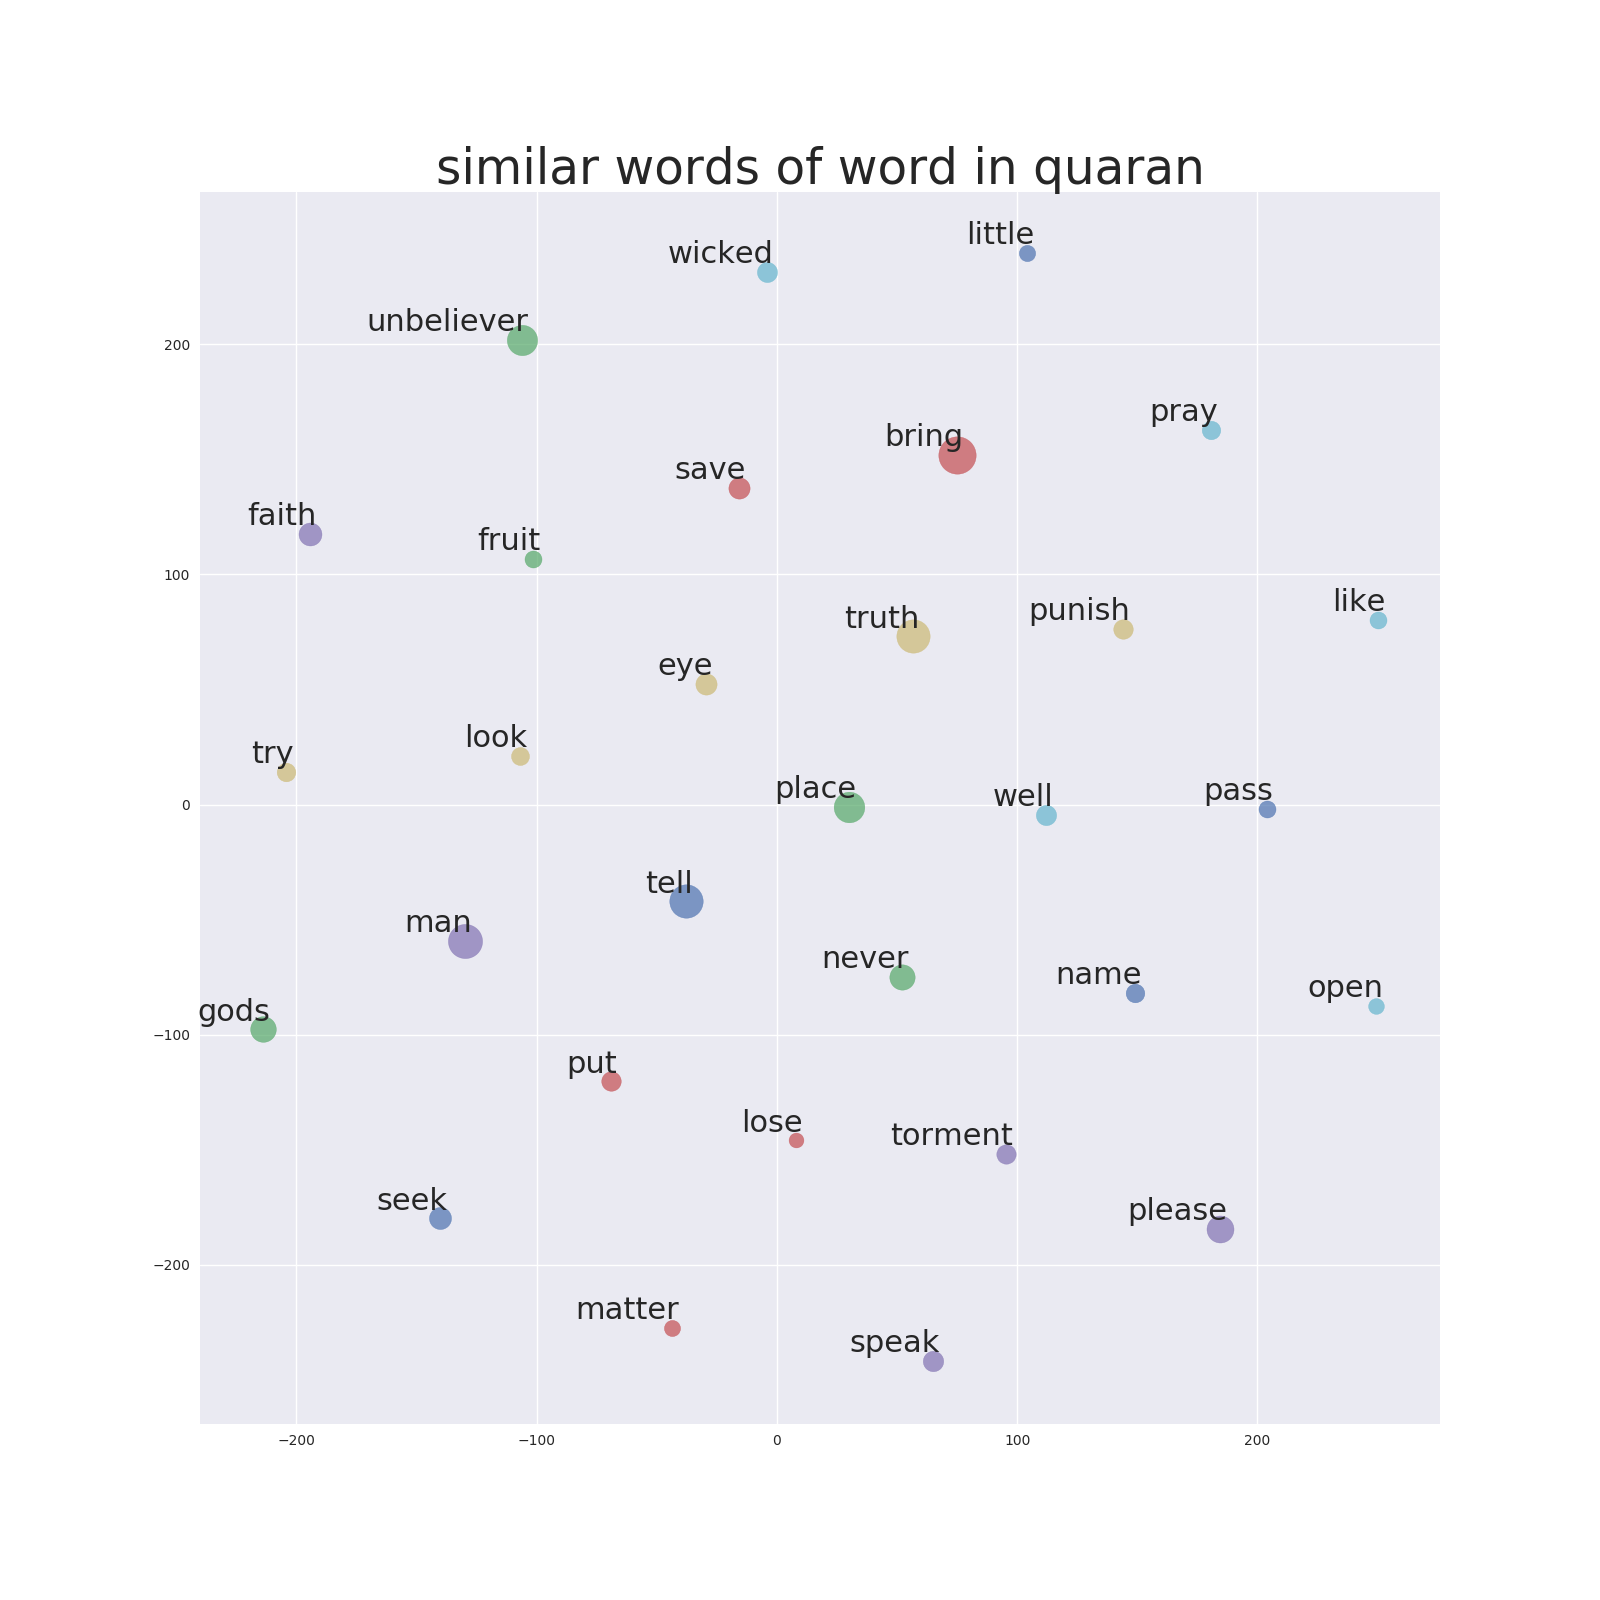 similar words of word in quaran
little
wicked
unbeliever
200
pray
bring
save
faith
fruit
100
like
punish
truth
eye
look
try
place
well
pass
0
tell
man
never
name
open
gods
−100
put
lose
torment
seek
please
−200
matter
speak
−200 −100 0 100 200